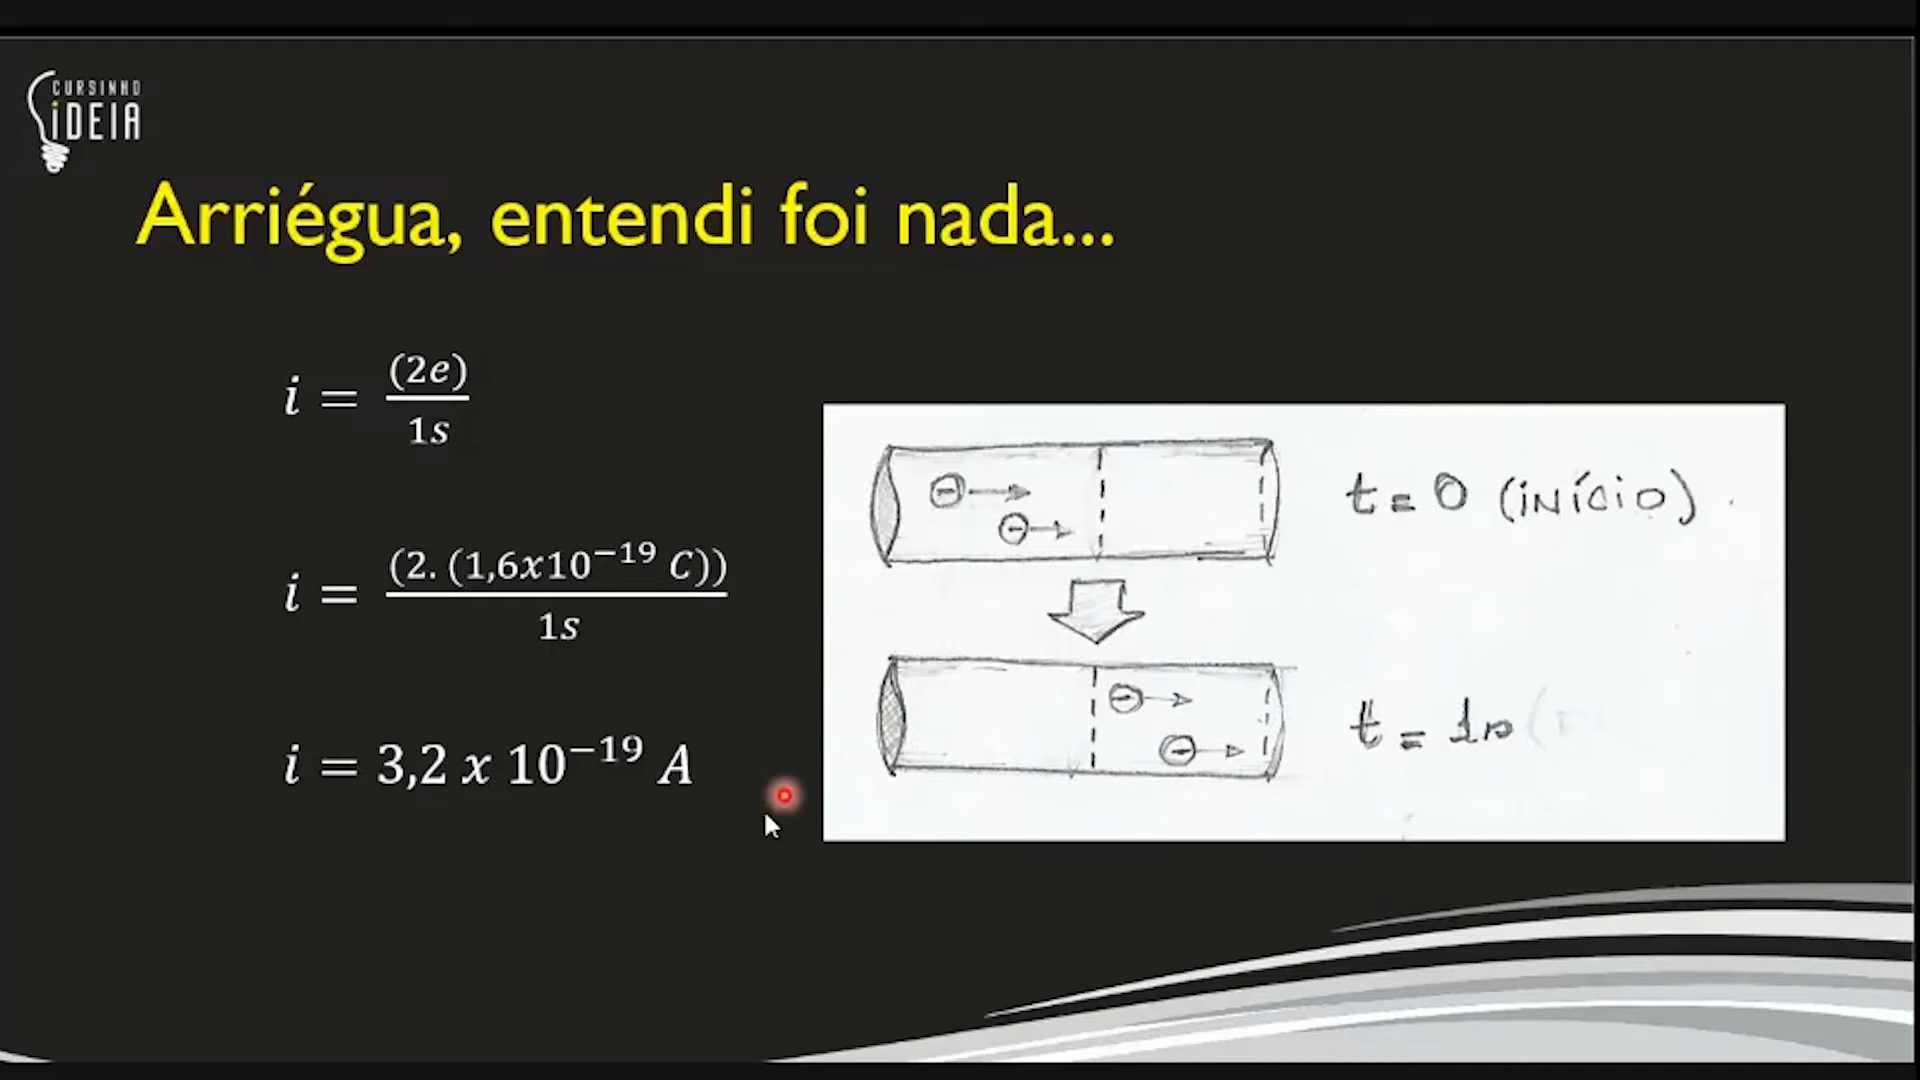 CURSINHO
iDEIA
Arriégua, entendi foi nada...
i = (2e)
1s
i = (2. (1,6x10⁻¹⁹ C))
1s
i = 3,2 x 10⁻¹⁹ A
t = 0 (INÍCIO)
t = 1s